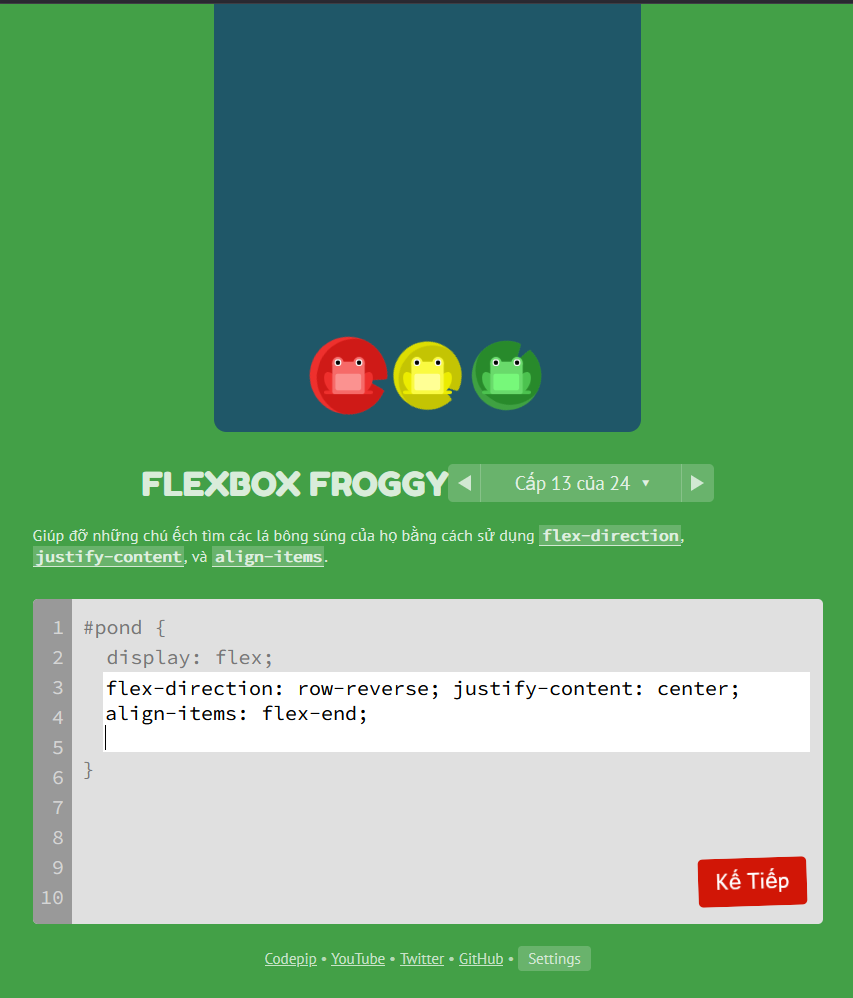 FLEXBOX FROGGY
Cấp 13 của 24 ▼
Giúp đỡ những chú ếch tìm các lá bông súng của họ bằng cách sử dụng flex-direction,
justify-content, và align-items.
1 #pond {
2 display: flex;
3 flex-direction: row-reverse; justify-content: center;
4 align-items: flex-end;
5
6 }
7
8
9
10
Kế Tiếp
Codepip • YouTube • Twitter • GitHub • Settings